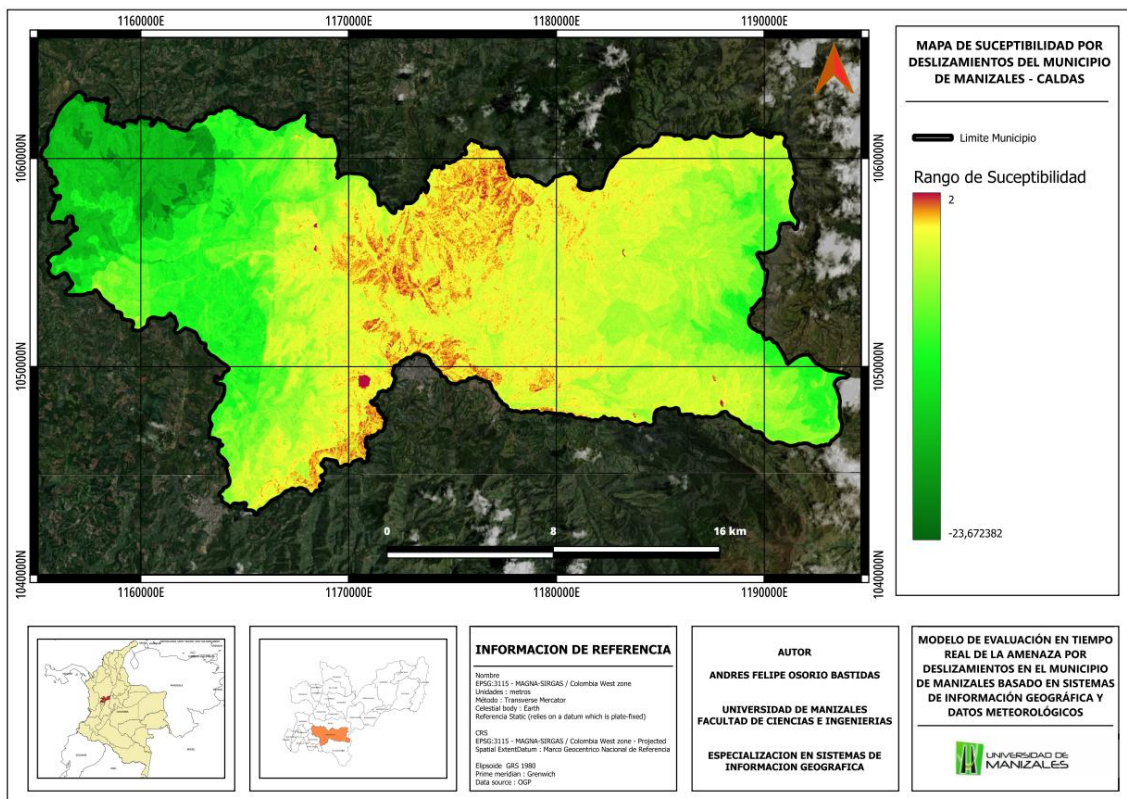 1160000E
1170000E
1180000E
1190000E
1060000N
1050000N
1040000N
1060000N
1050000N
1040000N
0
8
16 km
1160000E
1170000E
1180000E
1190000E
MAPA DE SUCEPTIBILIDAD POR
DESLIZAMIENTOS DEL MUNICIPIO
DE MANIZALES - CALDAS
Limite Municipio
Rango de Suceptibilidad
2
-23,672382
INFORMACION DE REFERENCIA
Nombre
EPSG:3115 - MAGNA-SIRGAS / Colombia West zone
Unidades : metros
Método : Transverse Mercator
Celestial body : Earth
Referencia Static (relies on a datum which is plate-fixed)
CRS
EPSG:3115 - MAGNA-SIRGAS / Colombia West zone - Projected
Spatial ExtentDatum : Marco Geocentrico Nacional de Referencia
Elipsoide GRS 1980
Prime meridian : Grenwich
Data source : OGP
AUTOR
ANDRES FELIPE OSORIO BASTIDAS
UNIVERSIDAD DE MANIZALES
FACULTAD DE CIENCIAS E INGENIERIAS
ESPECIALIZACION EN SISTEMAS DE
INFORMACION GEOGRAFICA
MODELO DE EVALUACIÓN EN TIEMPO
REAL DE LA AMENAZA POR
DESLIZAMIENTOS EN EL MUNICIPIO
DE MANIZALES BASADO EN SISTEMAS
DE INFORMACIÓN GEOGRÁFICA Y
DATOS METEOROLÓGICOS
UNIVERSIDAD DE
MANIZALES